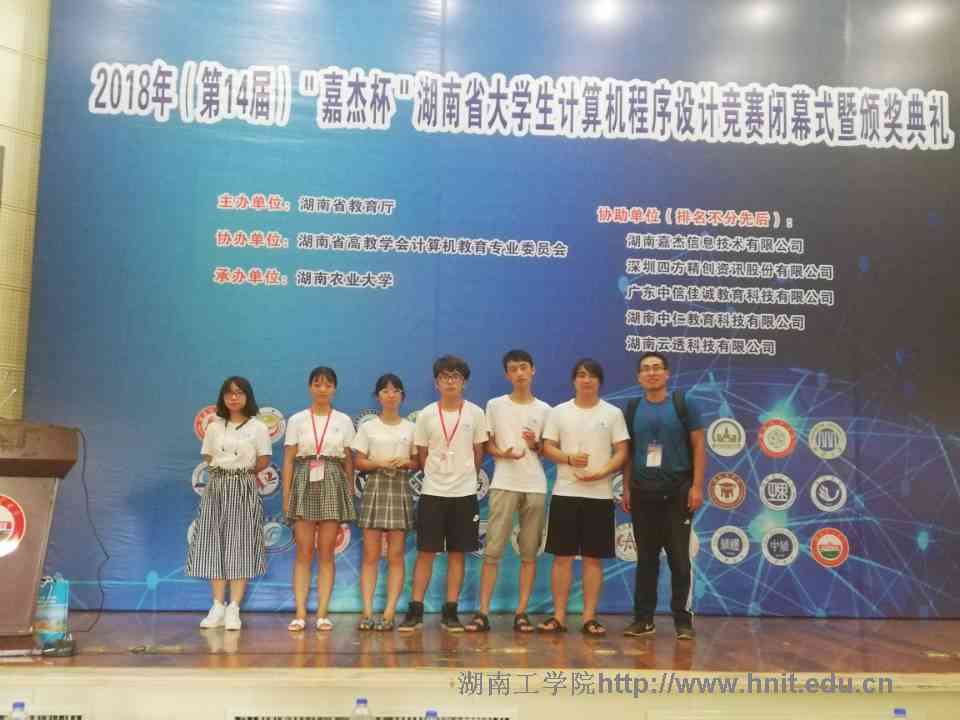 2018年(第14届)"嘉杰杯"湖南省大学生计算机程序设计竞赛闭幕式暨颁奖典礼
主办单位：湖南省教育厅
协办单位：湖南省高教学会计算机教育专业委员会
承办单位：湖南农业大学
协助单位(排名不分先后)：
湖南嘉杰信息技术有限公司
深圳四方精创资讯股份有限公司
广东中信佳诚教育科技有限公司
湖南中仁教育科技有限公司
湖南云透科技有限公司
湖南工学院http://www.hnit.edu.cn